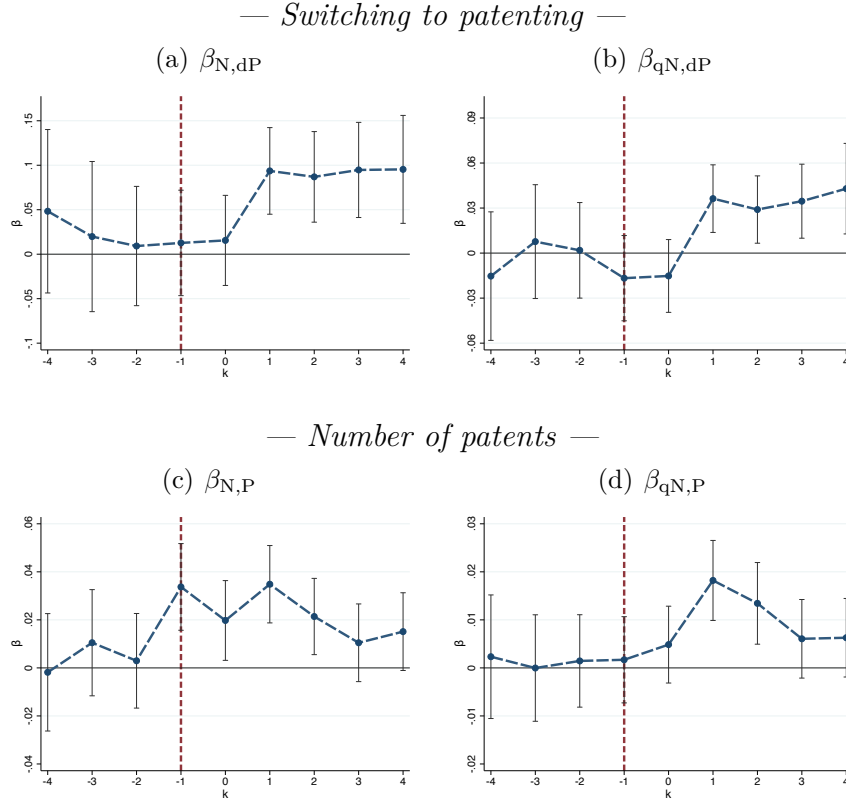 — Switching to patenting —
(a) βN,dP
(b) βqN,dP
.15
.1
.05
0
-.05
-.1
β
-4 -3 -2 -1 0 1 2 3 4
k
.09
.06
.03
0
-.03
-.06
β
-4 -3 -2 -1 0 1 2 3 4
k
— Number of patents —
(c) βN,P
(d) βqN,P
.06
.04
.02
0
-.02
-.04
β
-4 -3 -2 -1 0 1 2 3 4
k
.03
.02
.01
0
-.01
-.02
β
-4 -3 -2 -1 0 1 2 3 4
k